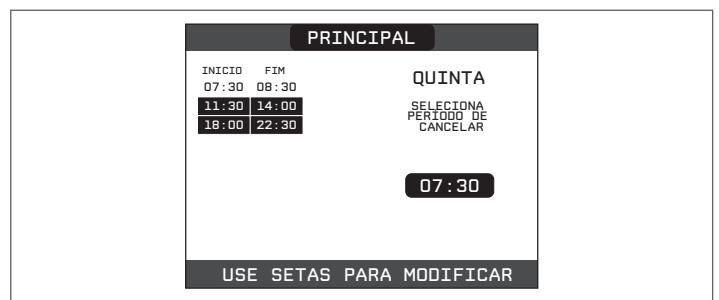 PRINCIPAL
INICIO FIM
07:30 08:30
11:30 14:00
18:00 22:30
QUINTA
SELECIONA
PERÍODO DE
CANCELAR
07:30
USE SETAS PARA MODIFICAR